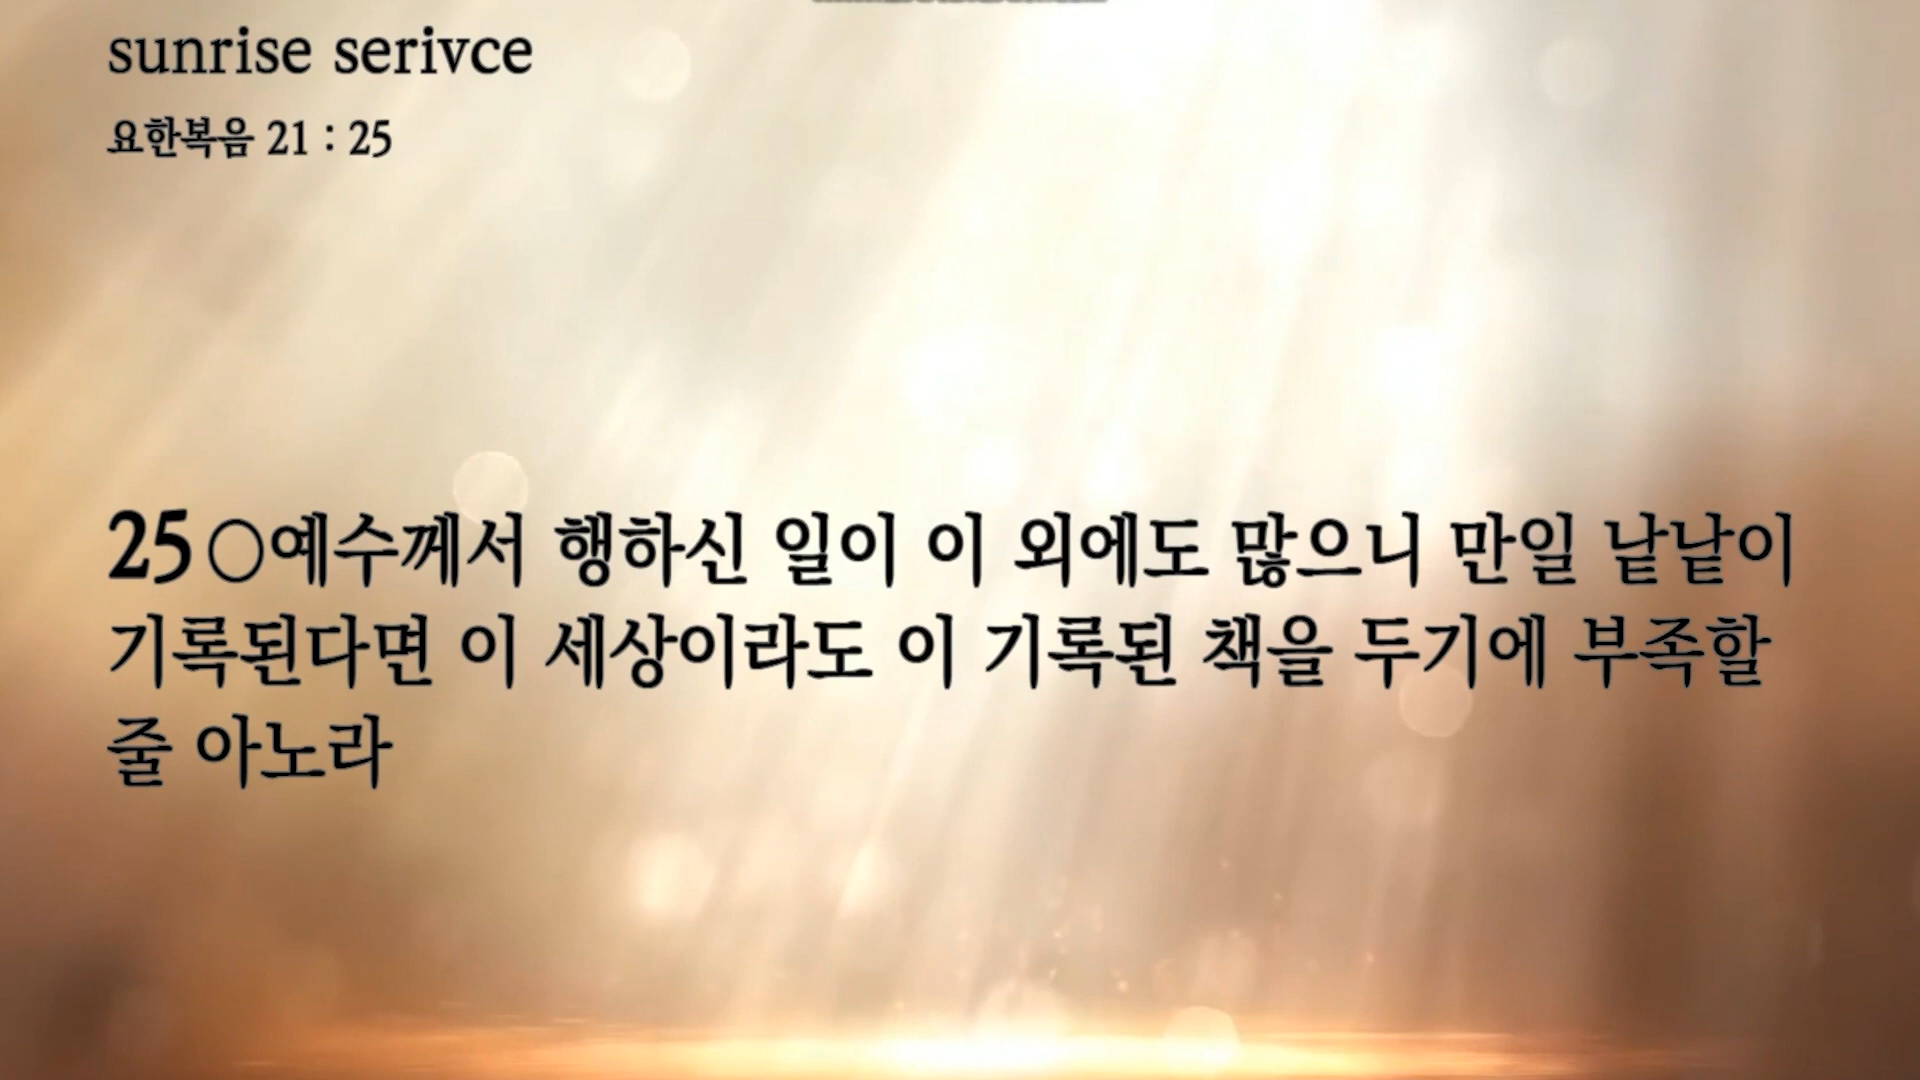 sunrise serivce
요한복음 21 : 25
25○예수께서 행하신 일이 이 외에도 많으니 만일 낱낱이
기록된다면 이 세상이라도 이 기록된 책을 두기에 부족할
줄 아노라